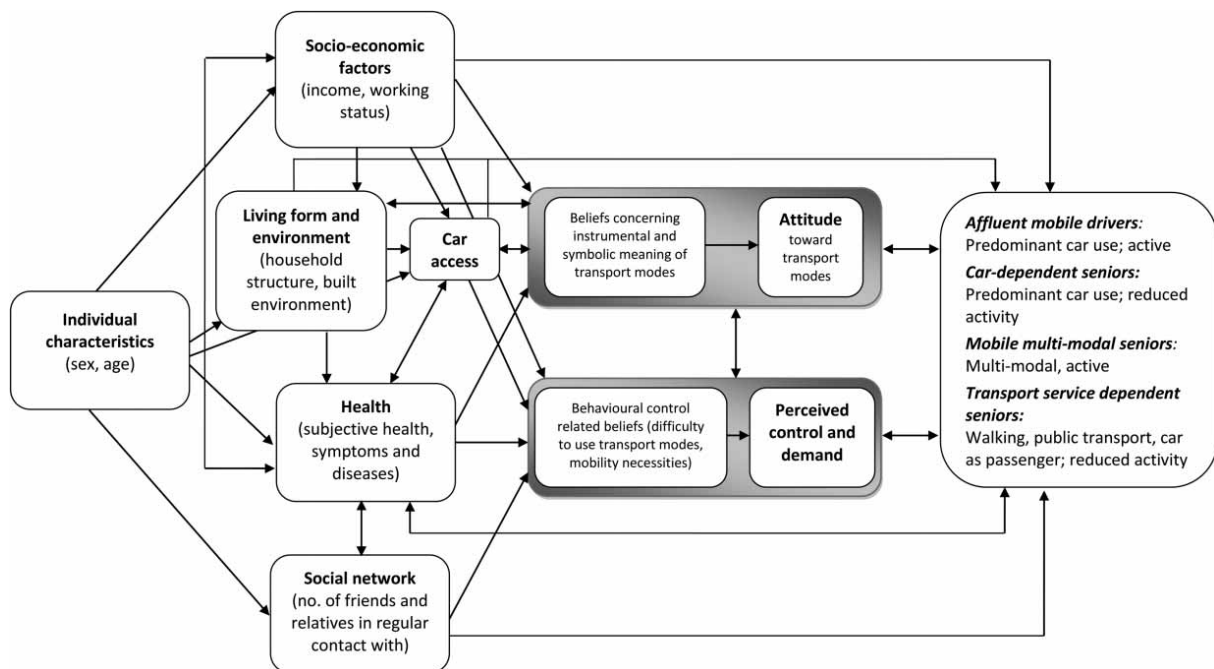 Socio-economic
factors
(income, working
status)
Living form and
environment
(household
structure, built
environment)
Car
access
Beliefs concerning
instrumental and
symbolic meaning of
transport modes
Attitude
toward
transport
modes
Individual
characteristics
(sex, age)
Health
(subjective health,
symptoms and
diseases)
Behavioural control
related beliefs (difficulty
to use transport modes,
mobility necessities)
Perceived
control and
demand
Social network
(no. of friends and
relatives in regular
contact with)
Affluent mobile drivers:
Predominant car use; active
Car-dependent seniors:
Predominant car use; reduced
activity
Mobile multi-modal seniors:
Multi-modal, active
Transport service dependent
seniors:
Walking, public transport, car
as passenger; reduced activity